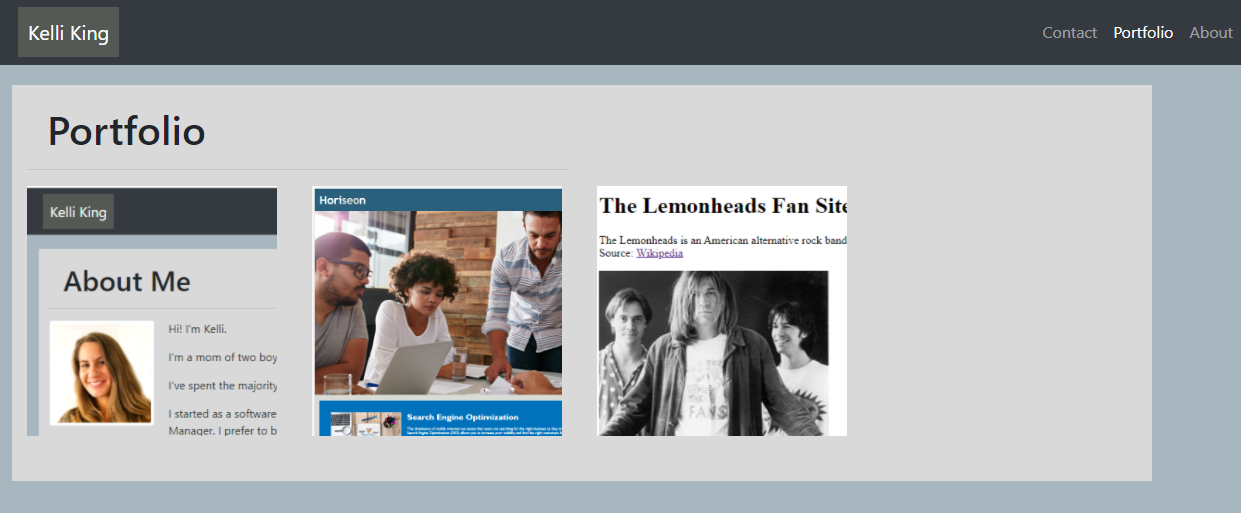 Kelli King
Contact Portfolio About
Portfolio
Kelli King
About Me
Hi! I'm Kelli.
I'm a mom of two boy
I've spent the majority
I started as a software
Manager. I prefer to b
Horiseon
Search Engine Optimization
The Lemonheads Fan Site
The Lemonheads is an American alternative rock band
Source: Wikipedia
FANS